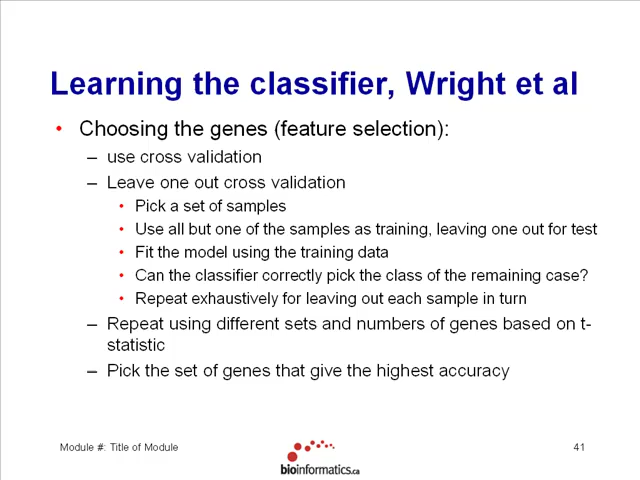 Learning the classifier, Wright et al
• Choosing the genes (feature selection):
– use cross validation
– Leave one out cross validation
• Pick a set of samples
• Use all but one of the samples as training, leaving one out for test
• Fit the model using the training data
• Can the classifier correctly pick the class of the remaining case?
• Repeat exhaustively for leaving out each sample in turn
– Repeat using different sets and numbers of genes based on t-
statistic
– Pick the set of genes that give the highest accuracy
Module #: Title of Module
bioinformatics.ca
41